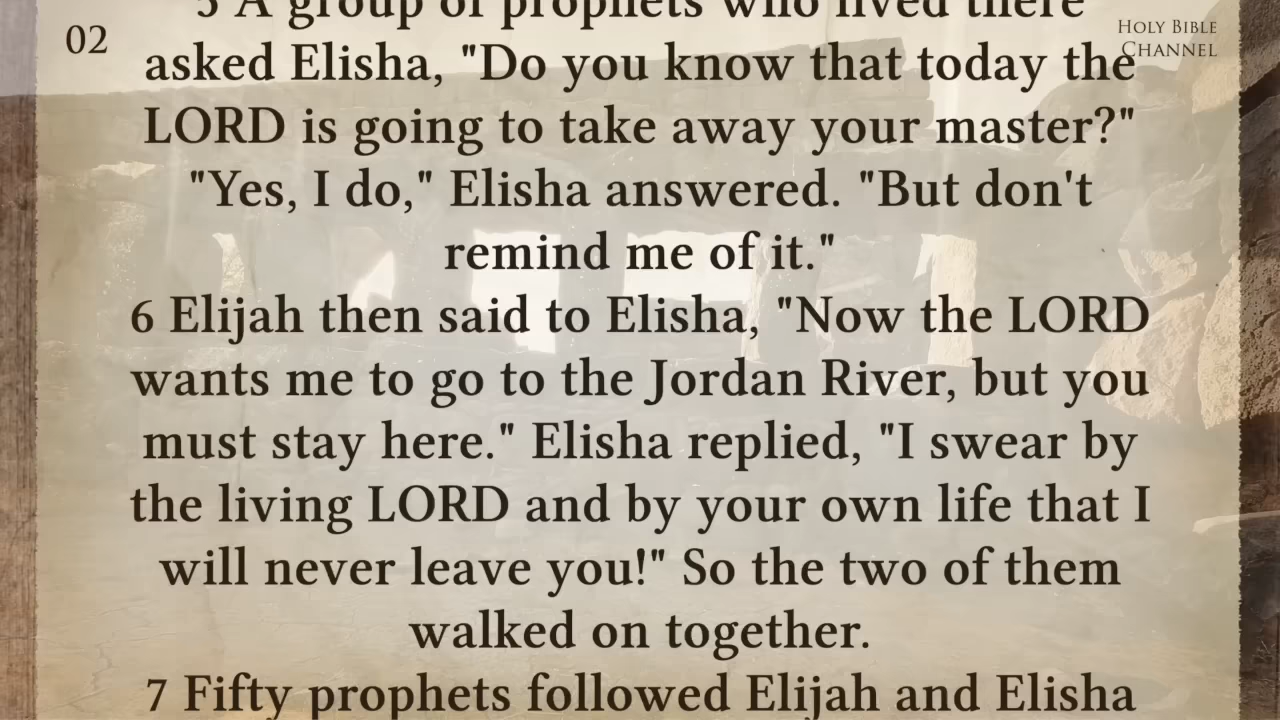 5 A group of prophets who lived there
02
HOLY BIBLE
CHANNEL
asked Elisha, "Do you know that today the
LORD is going to take away your master?"
"Yes, I do," Elisha answered. "But don't
remind me of it."
6 Elijah then said to Elisha, "Now the LORD
wants me to go to the Jordan River, but you
must stay here." Elisha replied, "I swear by
the living LORD and by your own life that I
will never leave you!" So the two of them
walked on together.
7 Fifty prophets followed Elijah and Elisha